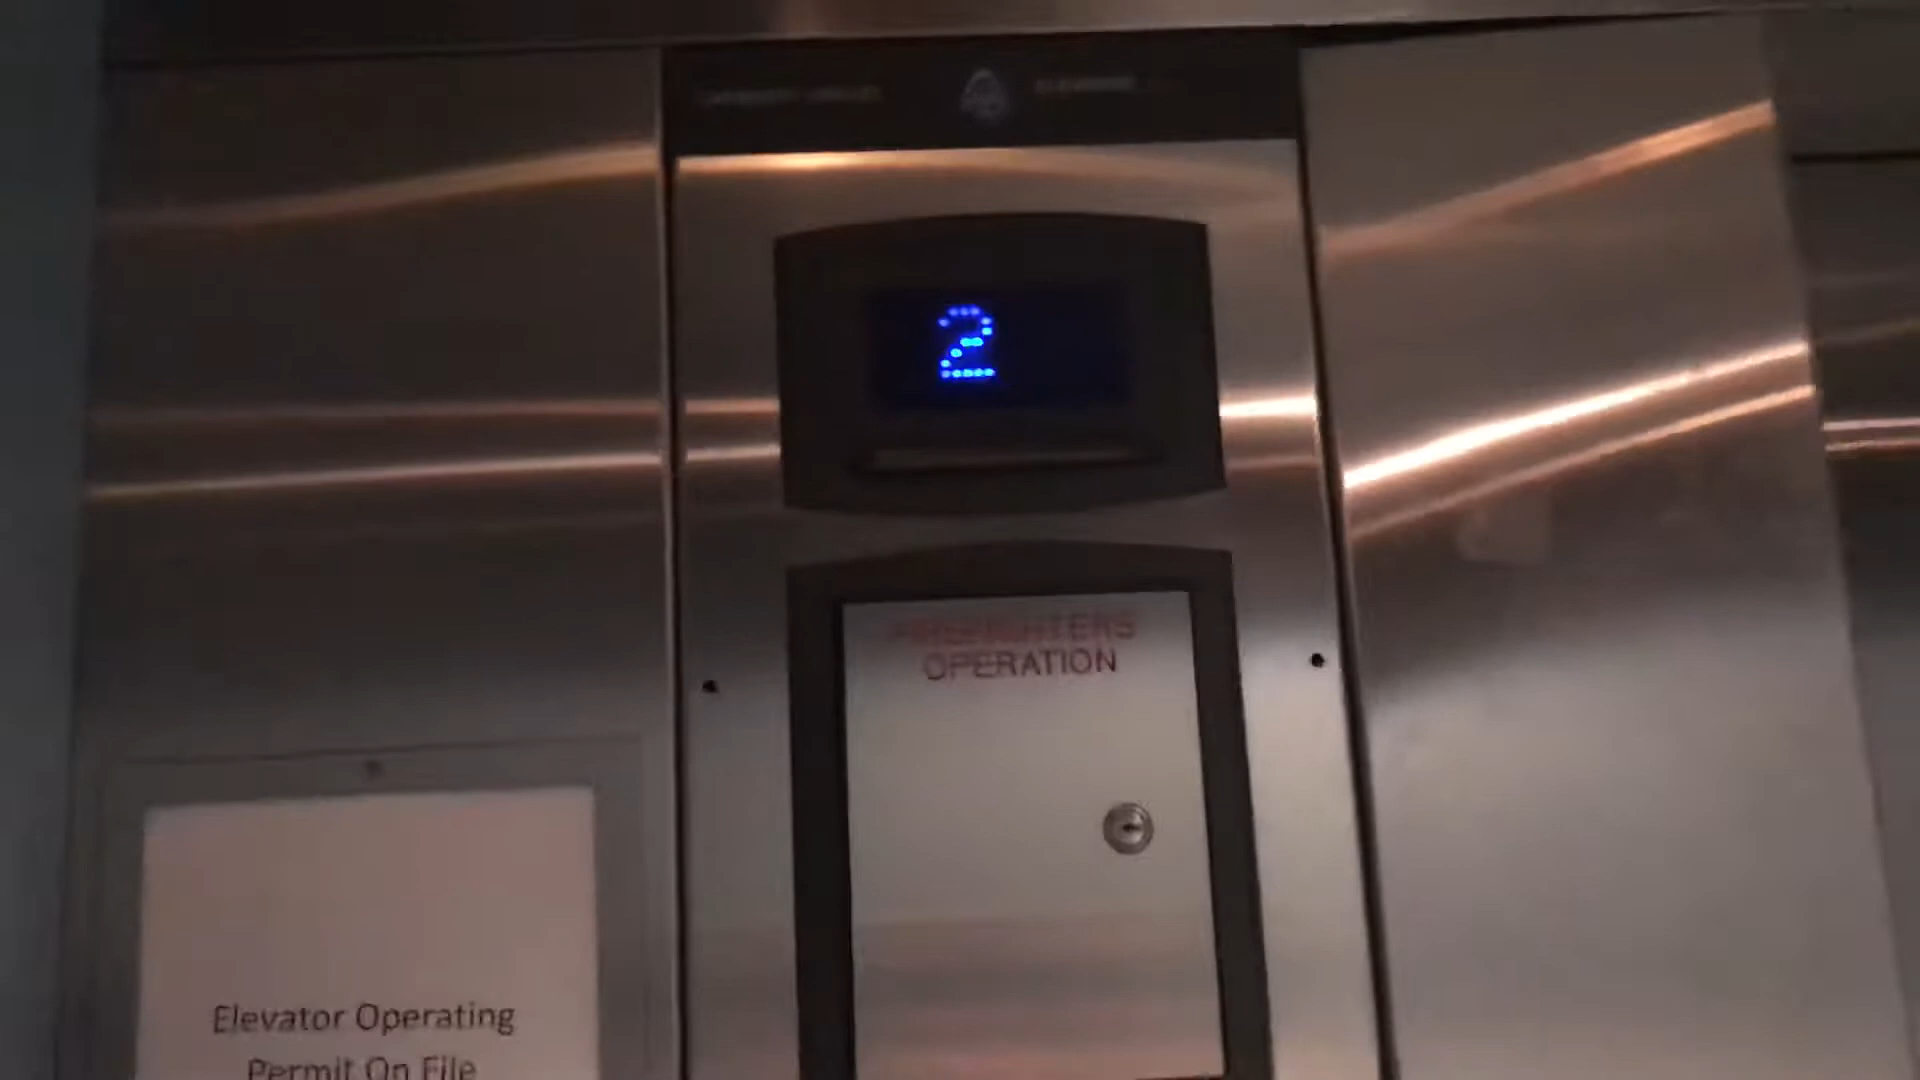 2
FIREFIGHTERS
OPERATION
Elevator Operating
Permit On File